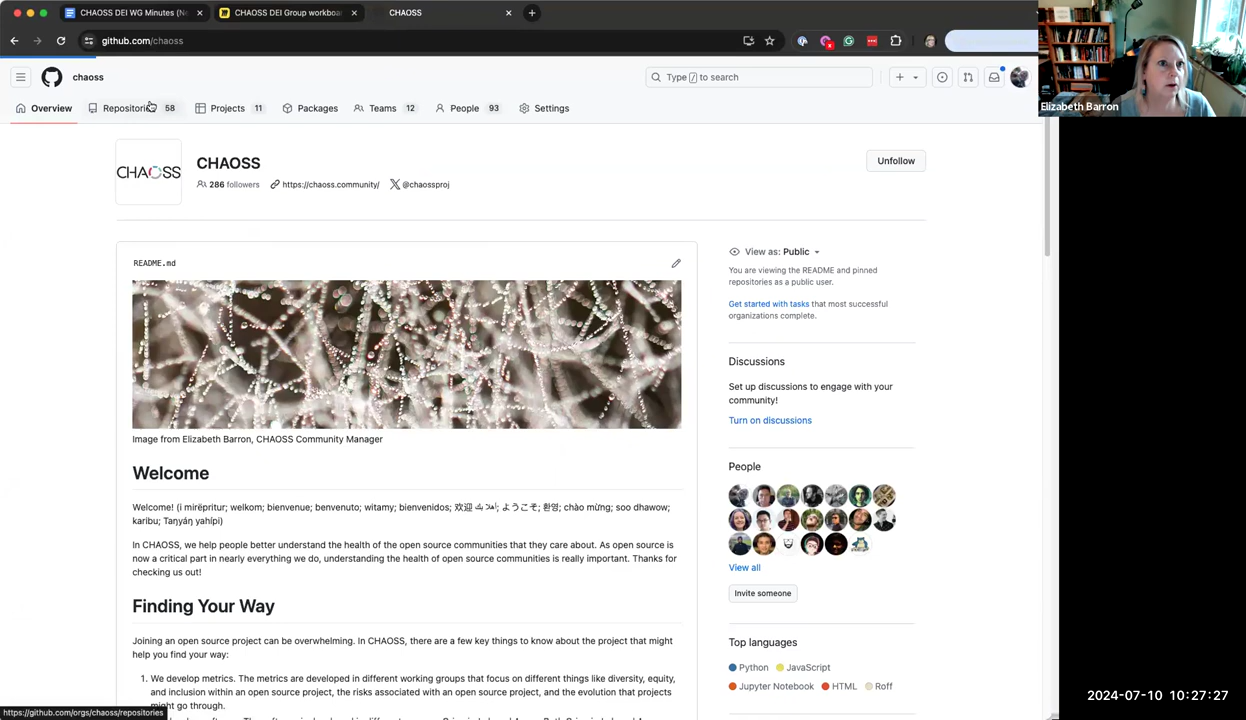 CHAOSS DEI WG Minutes (Ne
CHAOSS DEI Group workboa
CHAOSS
github.com/chaoss
chaoss
Type / to search
Overview
Repositories 58
Projects 11
Packages
Teams 12
People 93
Settings
Elizabeth Barron
CHAOSS
CHAOSS
286 followers
https://chaoss.community/
@chaossproj
Unfollow
README.md
Image from Elizabeth Barron, CHAOSS Community Manager
Welcome
Welcome! (i mirëpritur; welkom; bienvenue; benvenuto; witamy; bienvenidos; 欢迎 ようこそ; 환영; chào mừng; soo dhawow;
karibu; Taŋyáŋ yahípi)
In CHAOSS, we help people better understand the health of the open source communities that they care about. As open source is
now a critical part in nearly everything we do, understanding the health of open source communities is really important. Thanks for
checking us out!
Finding Your Way
Joining an open source project can be overwhelming. In CHAOSS, there are a few key things to know about the project that might
help you find your way:
1. We develop metrics. The metrics are developed in different working groups that focus on different things like diversity, equity,
and inclusion within an open source project, the risks associated with an open source project, and the evolution that projects
might go through.
View as: Public
You are viewing the README and pinned
repositories as a public user.
Get started with tasks that most successful
organizations complete.
Discussions
Set up discussions to engage with your
community!
Turn on discussions
People
View all
Invite someone
Top languages
Python JavaScript
Jupyter Notebook HTML Roff
https://github.com/orgs/chaoss/repositories
2024-07-10 10:27:27